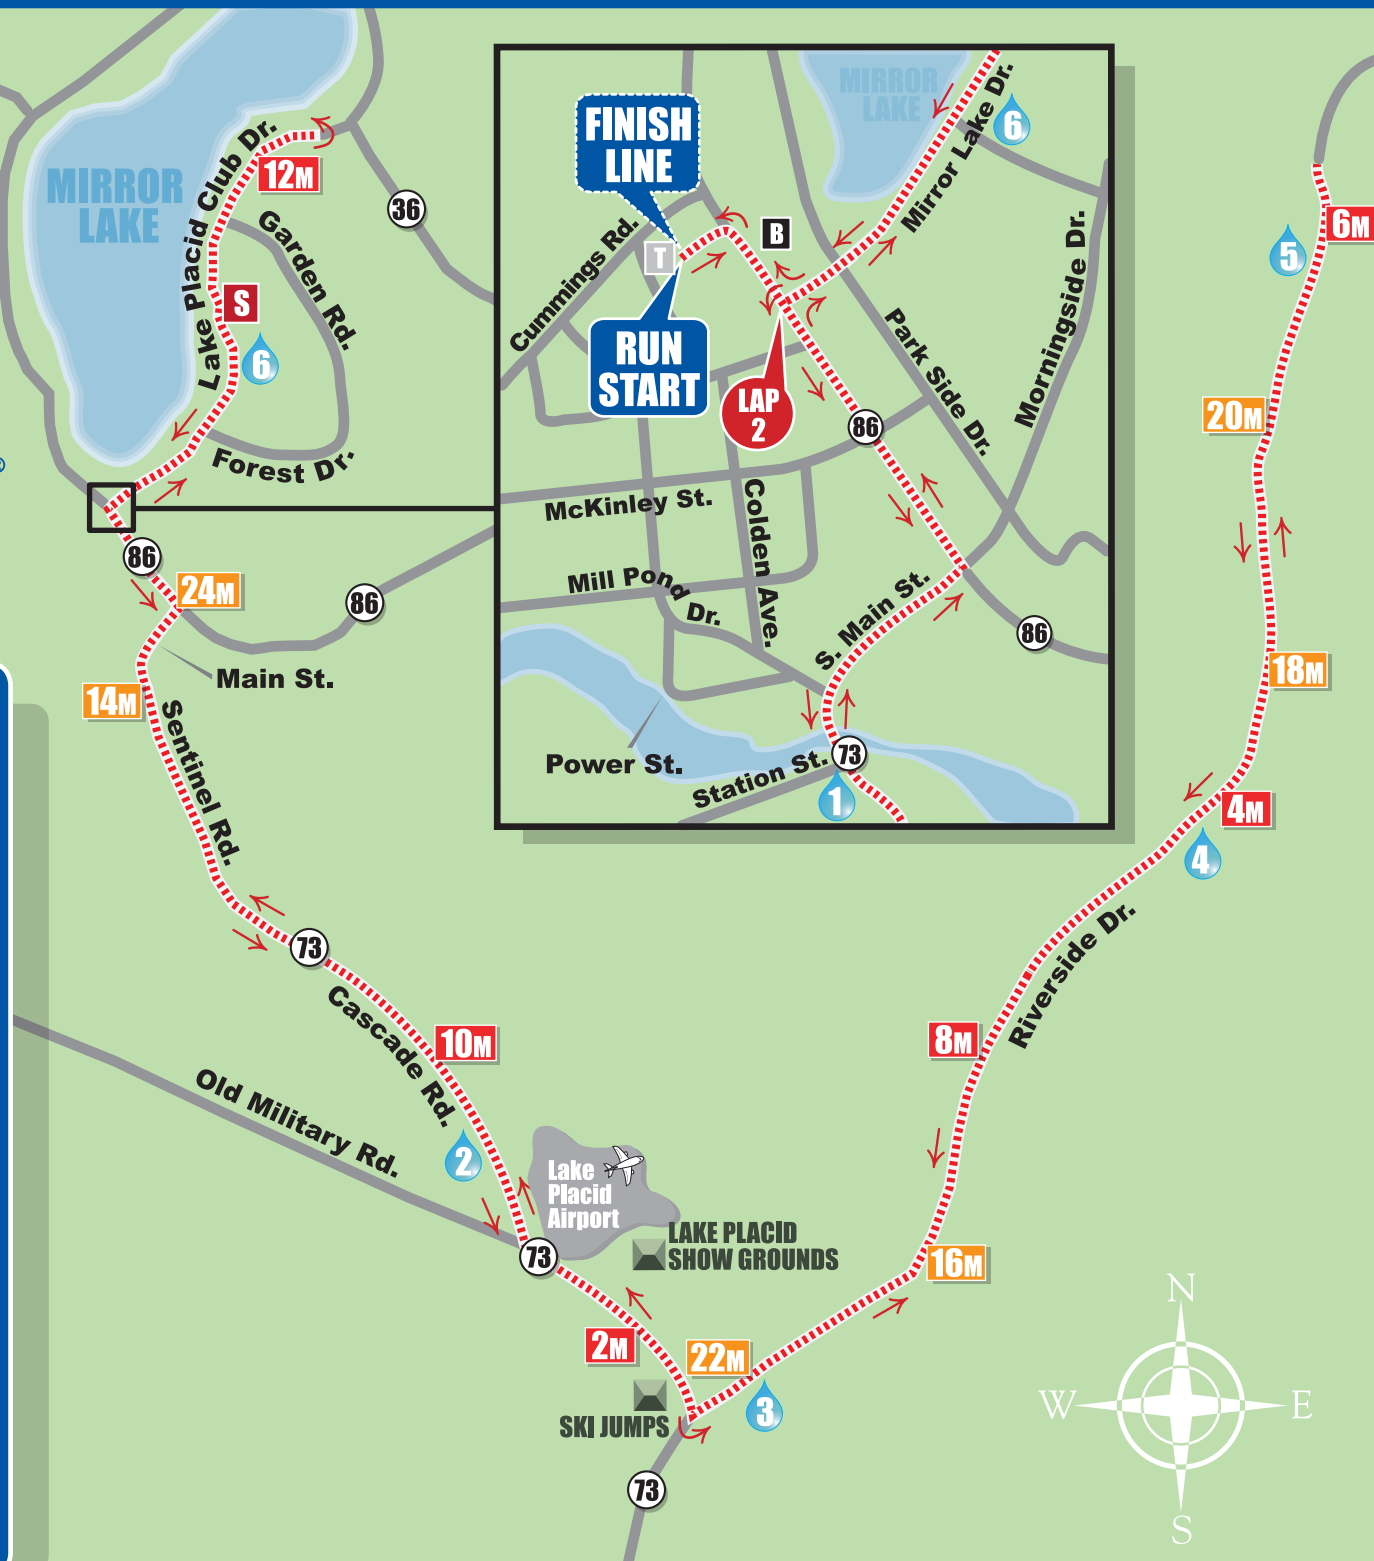 MIRROR
LAKE
Lake Placid Club Dr.
12M
36
Garden Rd.
S
6
Forest Dr.
86
24M
86
Main St.
14M
Sentinel Rd.
73
Cascade Rd.
10M
Old Military Rd.
2
Lake
Placid
Airport
73
LAKE PLACID
SHOW GROUNDS
2M
22M
3
SKI JUMPS
73
16M
8M
Riverside Dr.
4
4M
18M
20M
5
6M
FINISH
LINE
T
RUN
START
B
LAP
2
MIRROR
LAKE
Mirror Lake Dr.
6
Cummings Rd.
Park Side Dr.
Morningside Dr.
86
McKinley St.
Colden Ave.
Mill Pond Dr.
S. Main St.
86
Power St.
Station St.
73
1
N
W
E
S
®